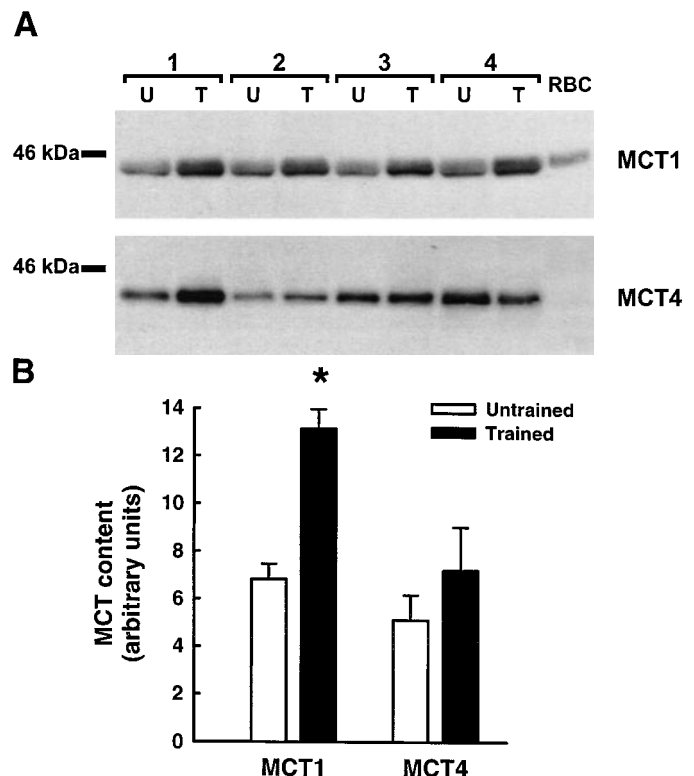 A
1 2 3 4
U T U T U T U T RBC
46 kDa MCT1
46 kDa MCT4
B
*
14
12
10
8
6
4
2
0
MCT content
(arbitrary units)
Untrained
Trained
MCT1 MCT4